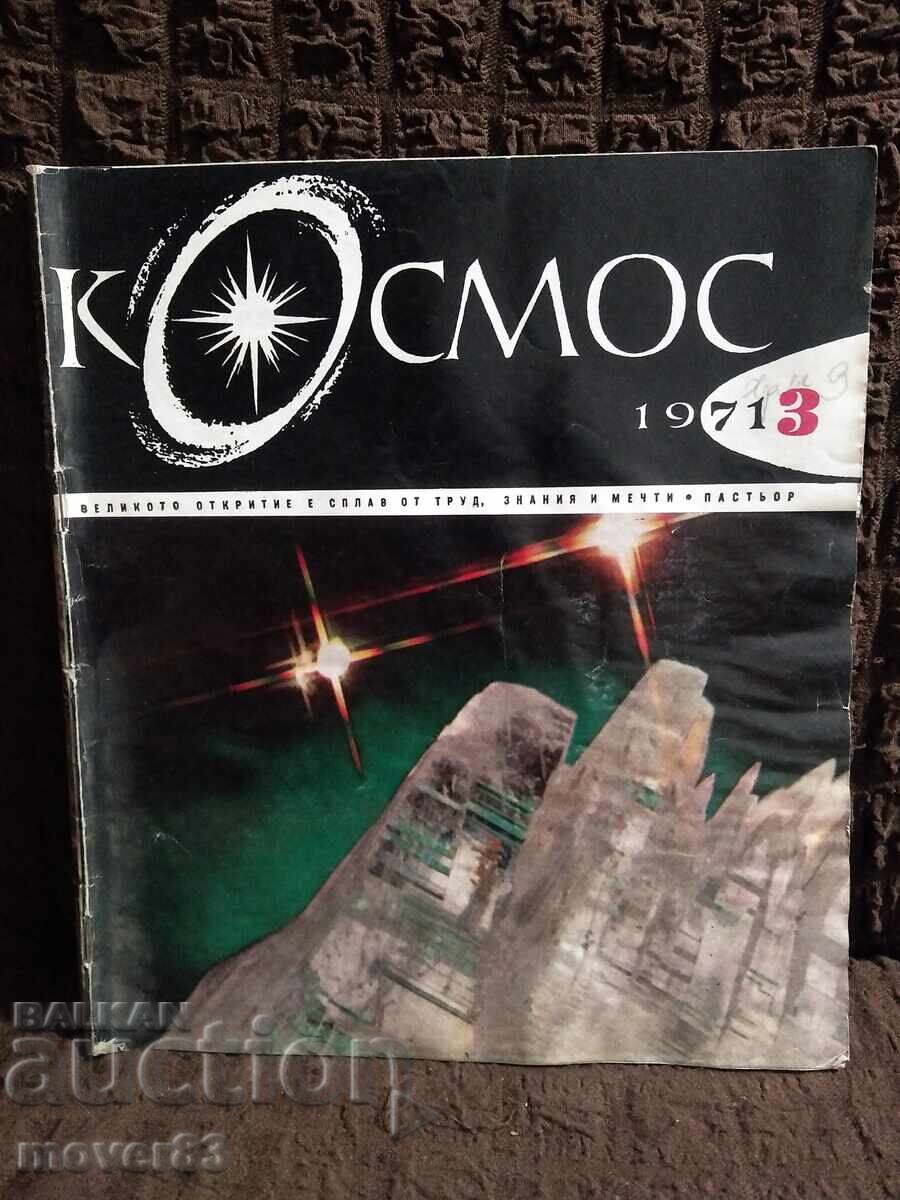 КОСМОС
1971 3
ВЕЛИКОТО ОТКРИТИЕ Е СПЛАВ ОТ ТРУД, ЗНАНИЯ И МЕЧТИ • ПАСТЬОР
BALKAN
auction
mover83